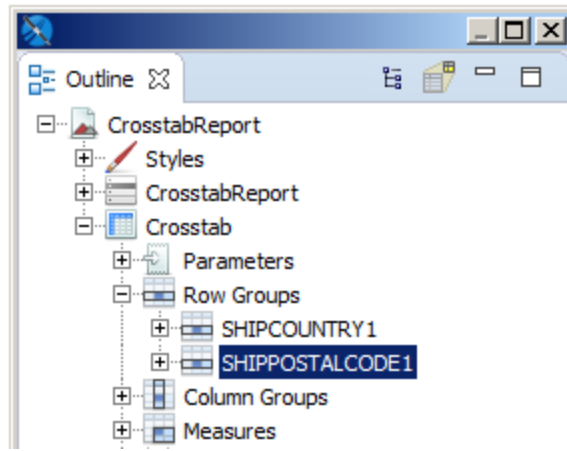 Outline
CrosstabReport
Styles
CrosstabReport
Crosstab
Parameters
Row Groups
SHIPCOUNTRY1
SHIPPOSTALCODE1
Column Groups
Measures